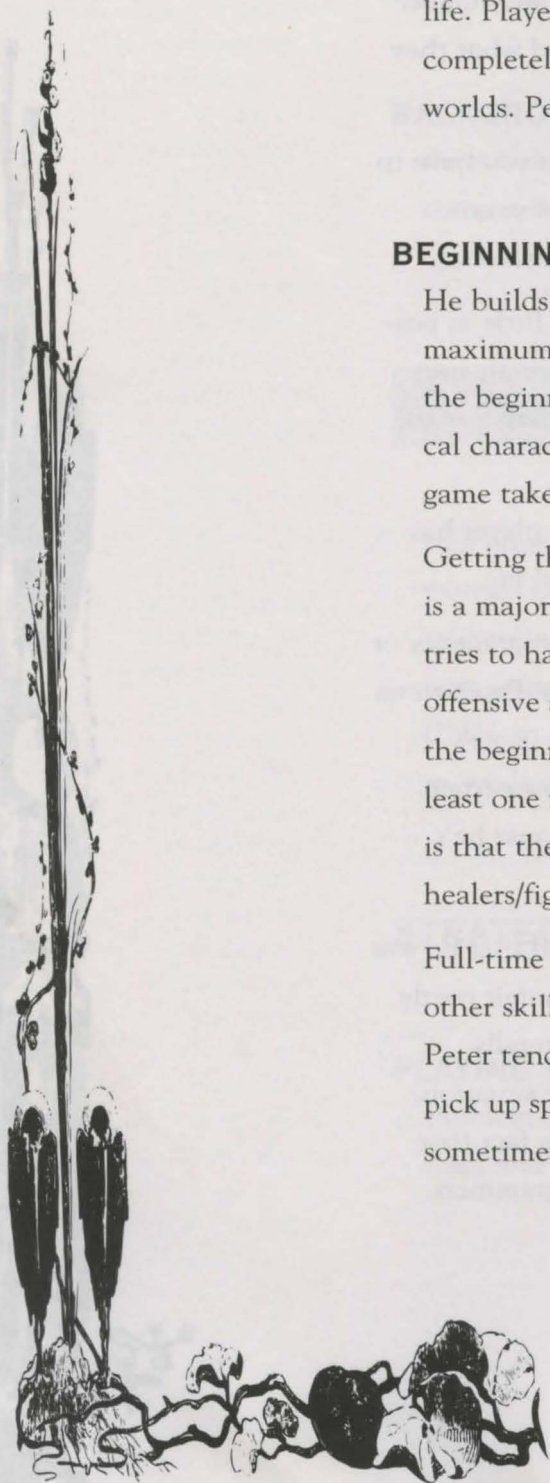 life. Playe
completel
worlds. Pe
BEGINNIN
He builds
maximum
the beginn
cal charac
game take
Getting th
is a major
tries to ha
offensive
the beginn
least one
is that the
healers/fig
Full-time
other skill
Peter tend
pick up sp
sometime